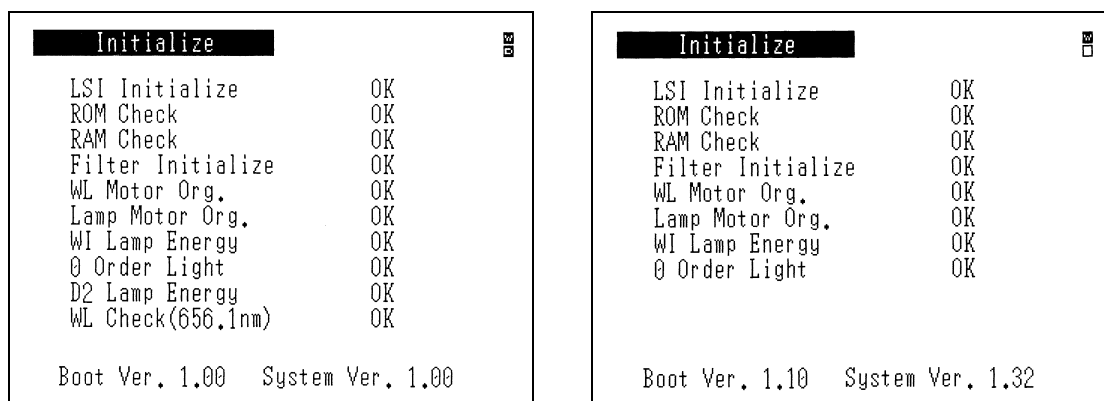 Initialize
W
D
LSI Initialize OK
ROM Check OK
RAM Check OK
Filter Initialize OK
WL Motor Org. OK
Lamp Motor Org. OK
WI Lamp Energy OK
0 Order Light OK
D2 Lamp Energy OK
WL Check(656.1nm) OK
Boot Ver. 1.00 System Ver. 1.00
Initialize
W
LSI Initialize OK
ROM Check OK
RAM Check OK
Filter Initialize OK
WL Motor Org. OK
Lamp Motor Org. OK
WI Lamp Energy OK
0 Order Light OK
Boot Ver. 1.10 System Ver. 1.32